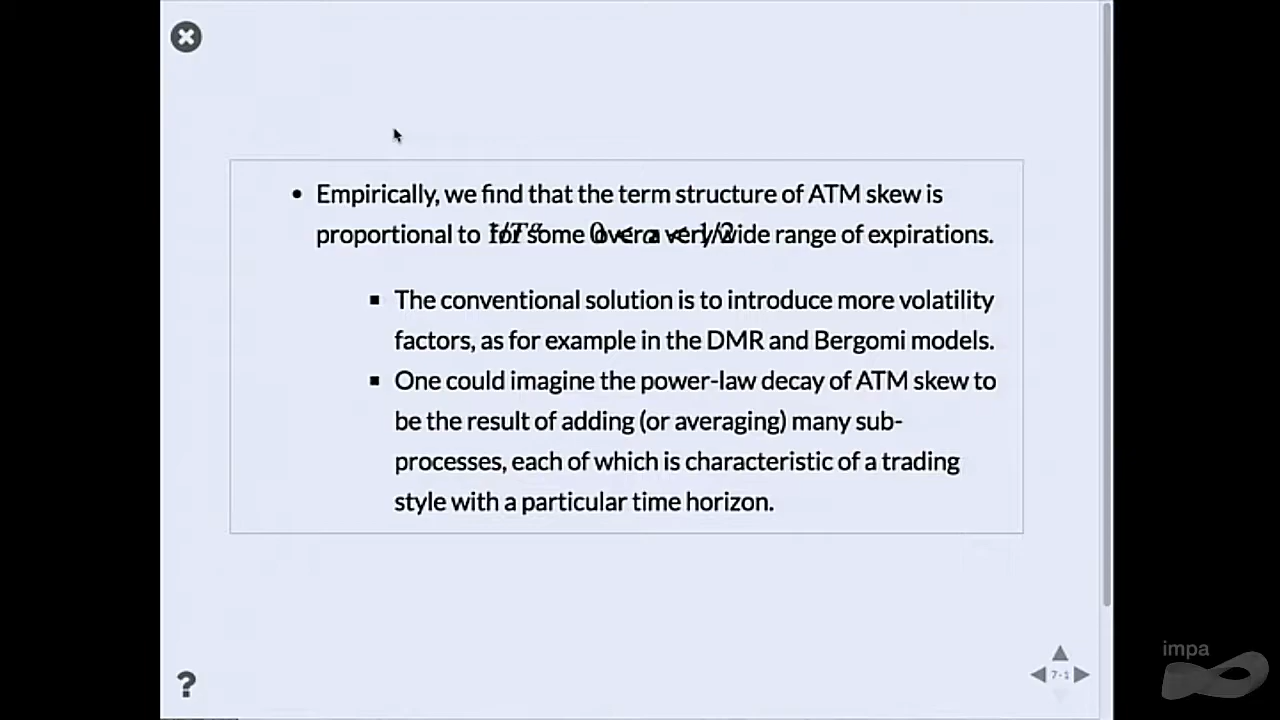 • Empirically, we find that the term structure of ATM skew is
proportional to 1/T^α for some 0 < α < 1/2 over a very wide range of expirations.
▪ The conventional solution is to introduce more volatility
factors, as for example in the DMR and Bergomi models.
▪ One could imagine the power-law decay of ATM skew to
be the result of adding (or averaging) many sub-
processes, each of which is characteristic of a trading
style with a particular time horizon.
?
7-1
impa